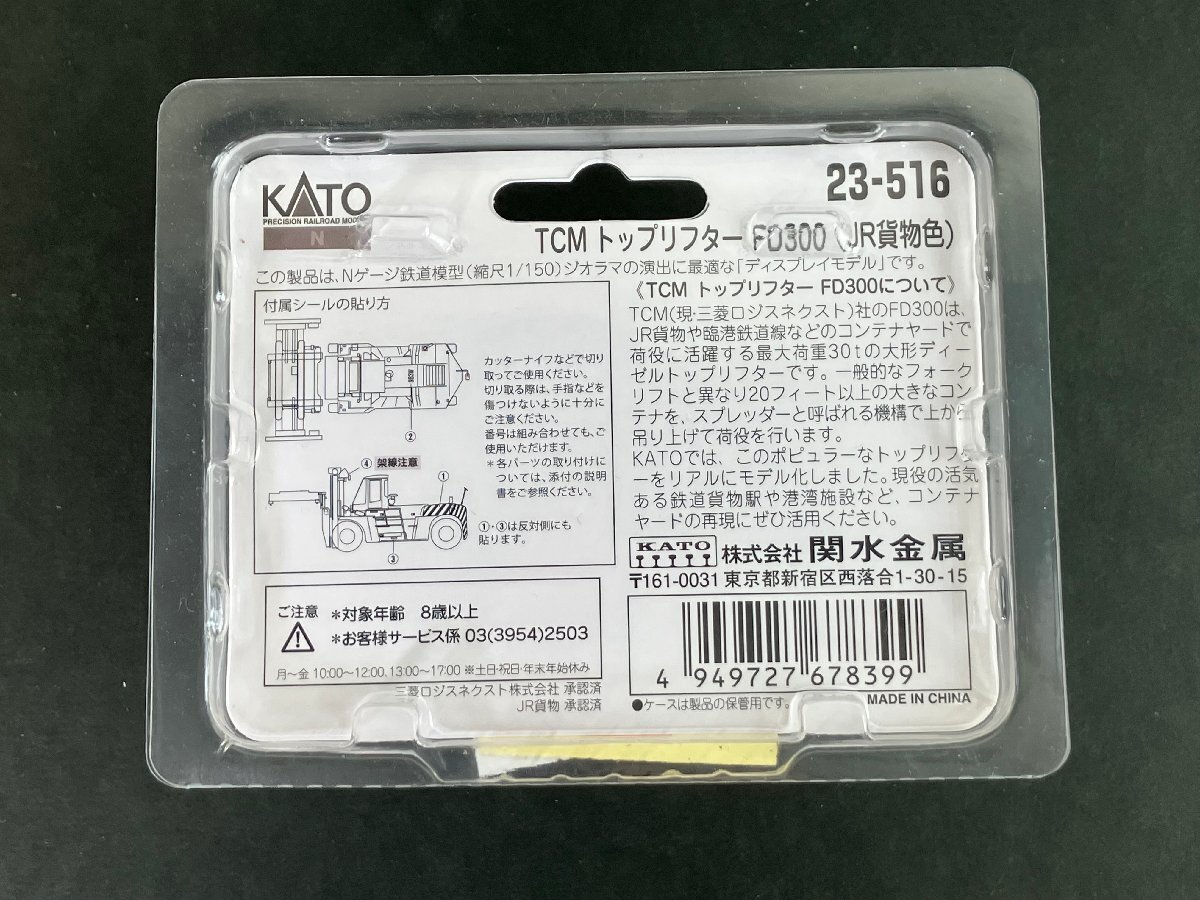 KATO
PRECISION RAILROAD MODE
N
23-516
TCM トップリフター FD300 (JR貨物色)
この製品は、Nゲージ鉄道模型(縮尺1/150)ジオラマの演出に最適な「ディスプレイモデル」です。
付属シールの貼り方
カッターナイフなどで切り
取ってご使用ください。
切り取る際は、手指などを
傷つけないように十分に
ご注意ください。
番号は組み合わせても、ご
使用いただけます。
*各パーツの取り付けに
ついては、添付の説明
書をご参照ください。
②
④ 架線注意
①
③
①・③は反対側にも
貼ります。
《TCM トップリフター FD300について》
TCM(現・三菱ロジスネクスト)社のFD300は、
JR貨物や臨港鉄道線などのコンテナヤードで
荷役に活躍する最大荷重30tの大形ディー
ゼルトップリフターです。一般的なフォーク
リフトと異なり20フィート以上の大きなコン
テナを、スプレッダーと呼ばれる機構で上から
吊り上げて荷役を行います。
KATOでは、このポピュラーなトップリフタ
ーをリアルにモデル化しました。現役の活気
ある鉄道貨物駅や港湾施設など、コンテナ
ヤードの再現にぜひ活用ください。
KATO 株式会社 関水金属
〒161-0031 東京都新宿区西落合1-30-15
ご注意 *対象年齢 8歳以上
*お客様サービス係 03(3954)2503
月~金 10:00~12:00、13:00~17:00 ※土日・祝日・年末年始休み
三菱ロジスネクスト株式会社 承認済
JR貨物 承認済
4 949727 678399
●ケースは製品の保管用です。
MADE IN CHINA